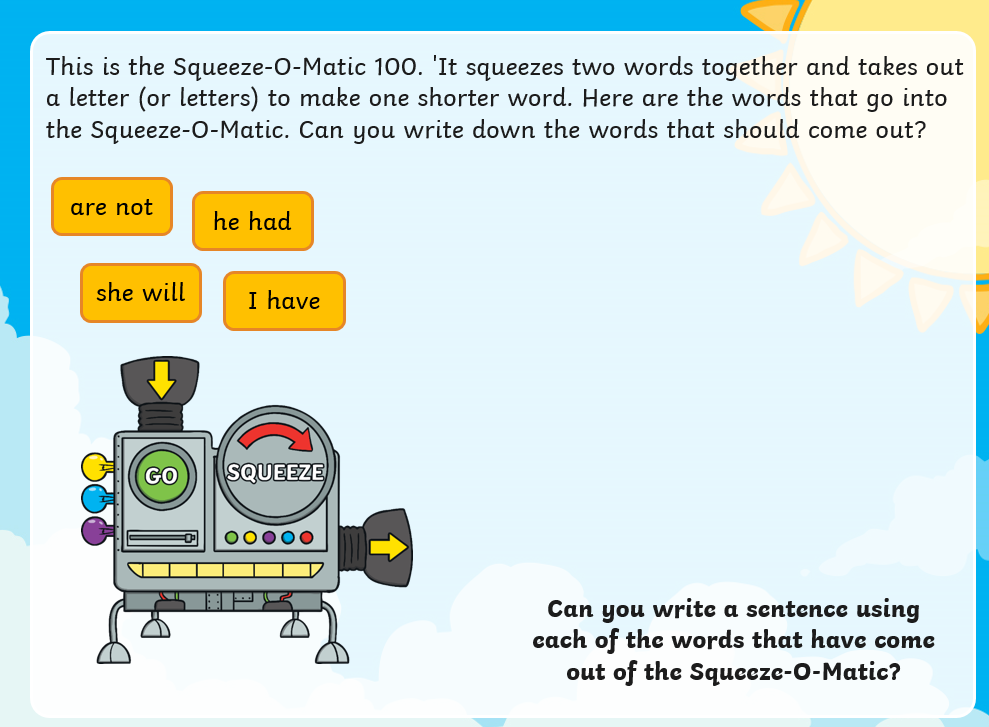 This is the Squeeze-O-Matic 100. 'It squeezes two words together and takes out
a letter (or letters) to make one shorter word. Here are the words that go into
the Squeeze-O-Matic. Can you write down the words that should come out?
are not
he had
she will
I have
GO
SQUEEZE
Can you write a sentence using
each of the words that have come
out of the Squeeze-O-Matic?